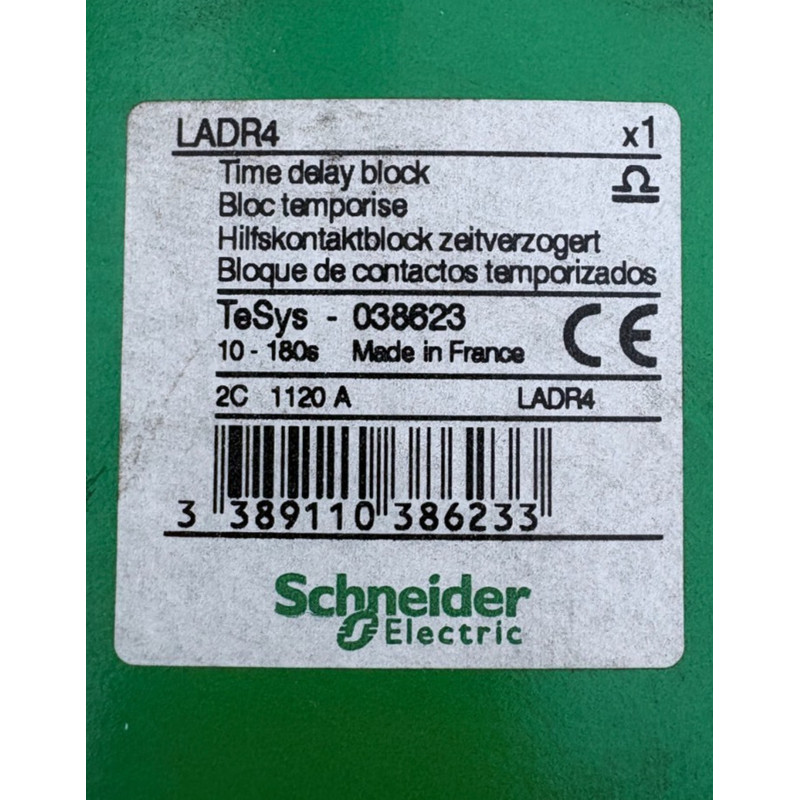 LADR4 x1
Time delay block
Bloc temporise
Hilfskontaktblock zeitverzogert
Bloque de contactos temporizados
TeSys - 038623
10 - 180s Made in France CE
2C 1120 A LADR4
3 389110 386233
Schneider
Electric